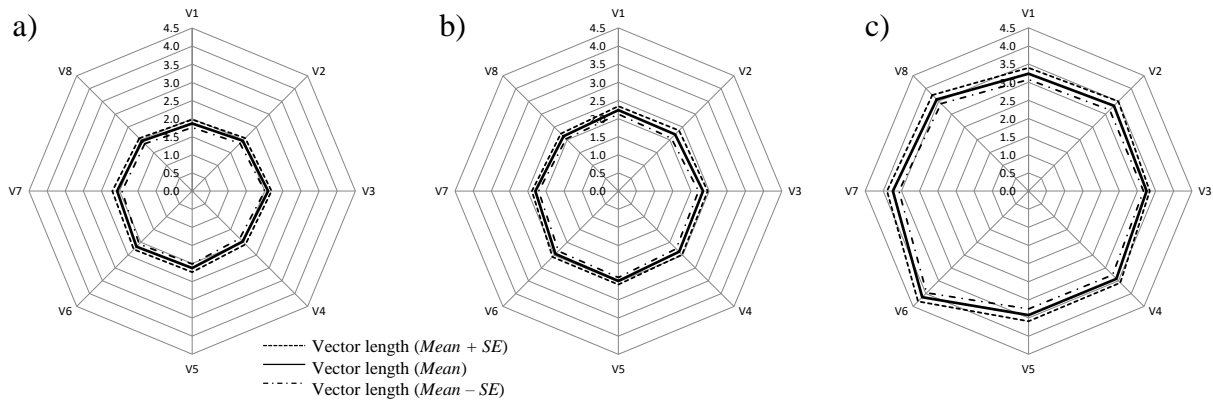 a)
V1
4.5
4.0
3.5
3.0
2.5
2.0
1.5
1.0
0.5
0.0
V2
V3
V4
V5
V6
V7
V8
b)
V1
4.5
4.0
3.5
3.0
2.5
2.0
1.5
1.0
0.5
0.0
V2
V3
V4
V5
V6
V7
V8
c)
V1
4.5
4.0
3.5
3.0
2.5
2.0
1.5
1.0
0.5
0.0
V2
V3
V4
V5
V6
V7
V8
Vector length (Mean + SE)
Vector length (Mean)
Vector length (Mean – SE)